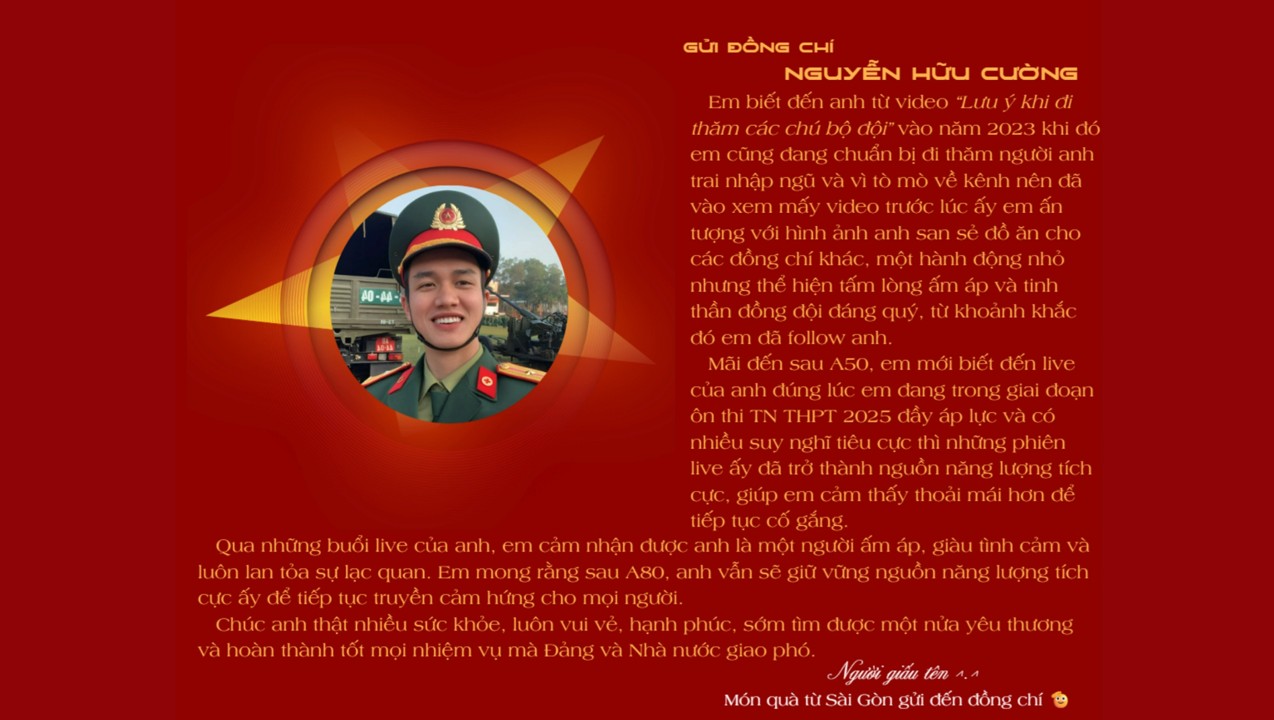 GỬI ĐỒNG CHÍ
NGUYỄN HỮU CƯỜNG
Em biết đến anh từ video “Lưu ý khi đi
thăm các chú bộ đội” vào năm 2023 khi đó
em cũng đang chuẩn bị đi thăm người anh
trai nhập ngũ và vì tò mò về kênh nên đã
vào xem mấy video trước lúc ấy em ấn
tượng với hình ảnh anh san sẻ đồ ăn cho
các đồng chí khác, một hành động nhỏ
nhưng thể hiện tấm lòng ấm áp và tinh
thần đồng đội đáng quý, từ khoảnh khắc
đó em đã follow anh.
Mãi đến sau A50, em mới biết đến live
của anh đúng lúc em đang trong giai đoạn
ôn thi TN THPT 2025 đầy áp lực và có
nhiều suy nghĩ tiêu cực thì những phiên
live ấy đã trở thành nguồn năng lượng tích
cực, giúp em cảm thấy thoải mái hơn để
tiếp tục cố gắng.
Qua những buổi live của anh, em cảm nhận được anh là một người ấm áp, giàu tình cảm và
luôn lan tỏa sự lạc quan. Em mong rằng sau A80, anh vẫn sẽ giữ vững nguồn năng lượng tích
cực ấy để tiếp tục truyền cảm hứng cho mọi người.
Chúc anh thật nhiều sức khỏe, luôn vui vẻ, hạnh phúc, sớm tìm được một nửa yêu thương
và hoàn thành tốt mọi nhiệm vụ mà Đảng và Nhà nước giao phó.
Người giấu tên ^.^
Món quà từ Sài Gòn gửi đến đồng chí